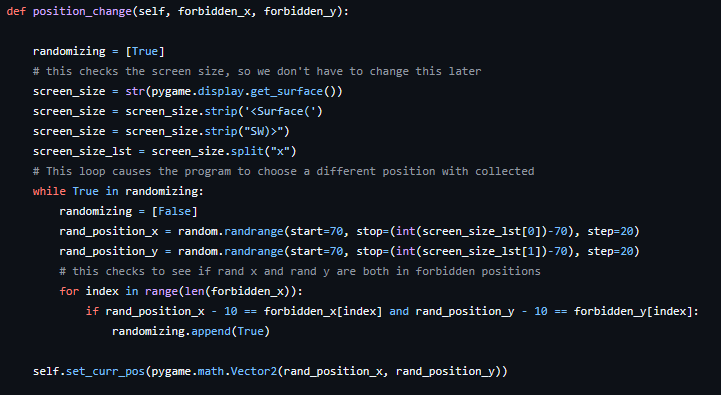 def position_change(self, forbidden_x, forbidden_y):
randomizing = [True]
# this checks the screen size, so we don't have to change this later
screen_size = str(pygame.display.get_surface())
screen_size = screen_size.strip('<Surface(')
screen_size = screen_size.strip("SW)>")
screen_size_lst = screen_size.split("x")
# This loop causes the program to choose a different position with collected
while True in randomizing:
randomizing = [False]
rand_position_x = random.randrange(start=70, stop=(int(screen_size_lst[0])-70), step=20)
rand_position_y = random.randrange(start=70, stop=(int(screen_size_lst[1])-70), step=20)
# this checks to see if rand x and rand y are both in forbidden positions
for index in range(len(forbidden_x)):
if rand_position_x - 10 == forbidden_x[index] and rand_position_y - 10 == forbidden_y[index]:
randomizing.append(True)
self.set_curr_pos(pygame.math.Vector2(rand_position_x, rand_position_y))